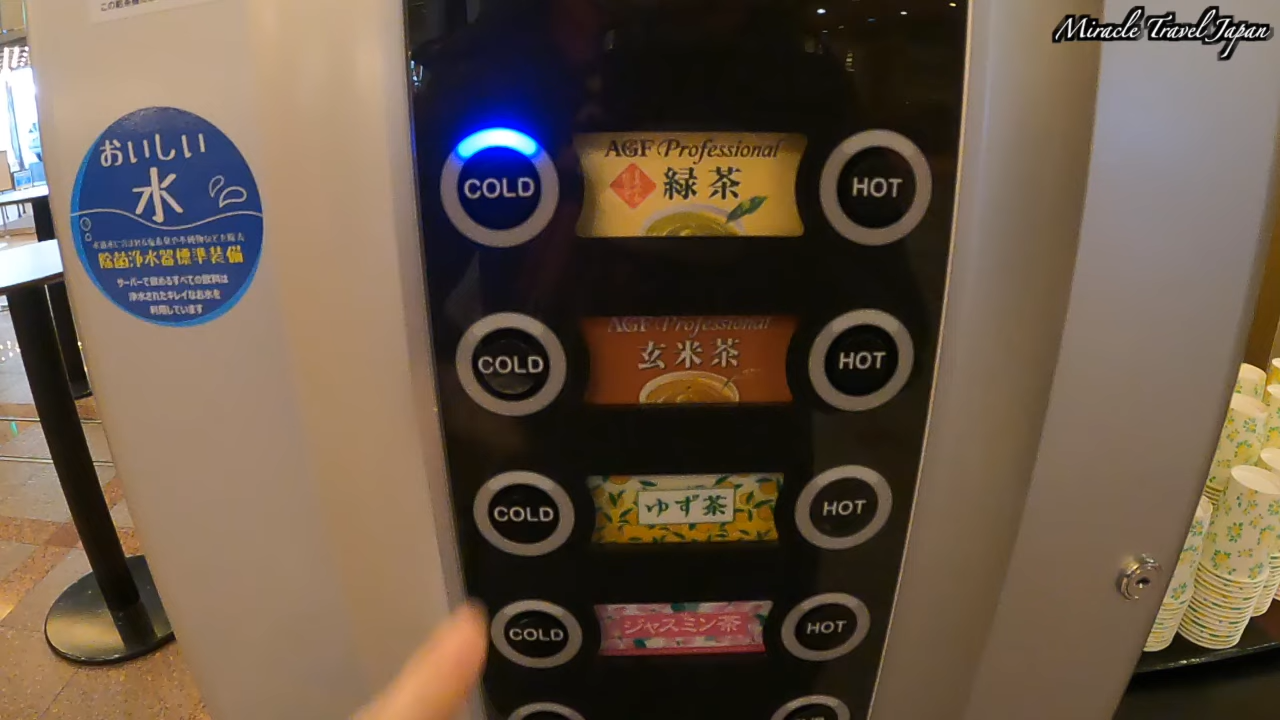 Miracle Travel Japan
おいしい
水
除菌浄水器標準装備
サーバーで飲めるすべての飲料は
浄水されたキレイなお水を
利用しています
COLD
AGF Professional
緑茶
HOT
COLD
AGF Professional
玄米茶
HOT
COLD
ゆず茶
HOT
COLD
ジャスミン茶
HOT